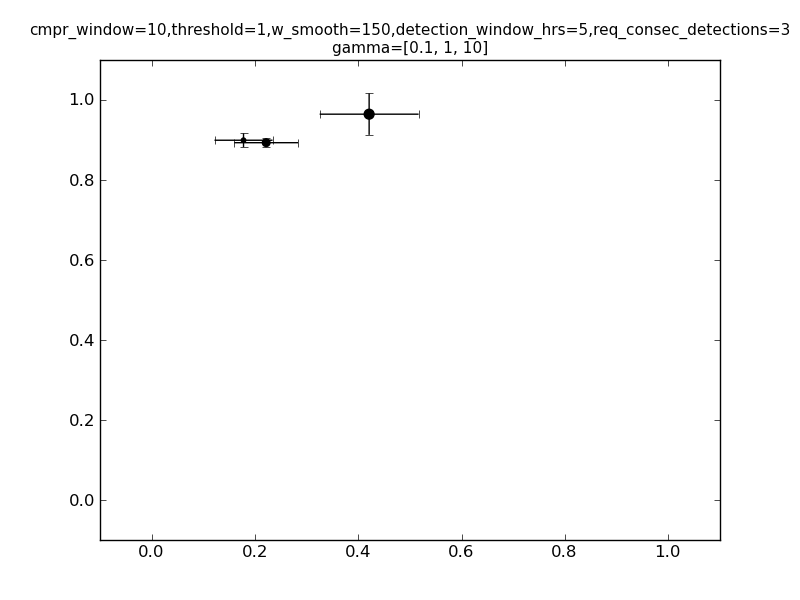 cmpr_window=10,threshold=1,w_smooth=150,detection_window_hrs=5,req_consec_detections=3
gamma=[0.1, 1, 10]
1.0
0.8
0.6
0.4
0.2
0.0
0.0 0.2 0.4 0.6 0.8 1.0